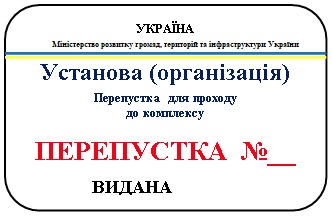 УКРАЇНА
Міністерство розвитку громад, територій та інфраструктури України
Установа (організація)
Перепустка для проходу
до комплексу
ПЕРЕПУСТКА №__
ВИДАНА